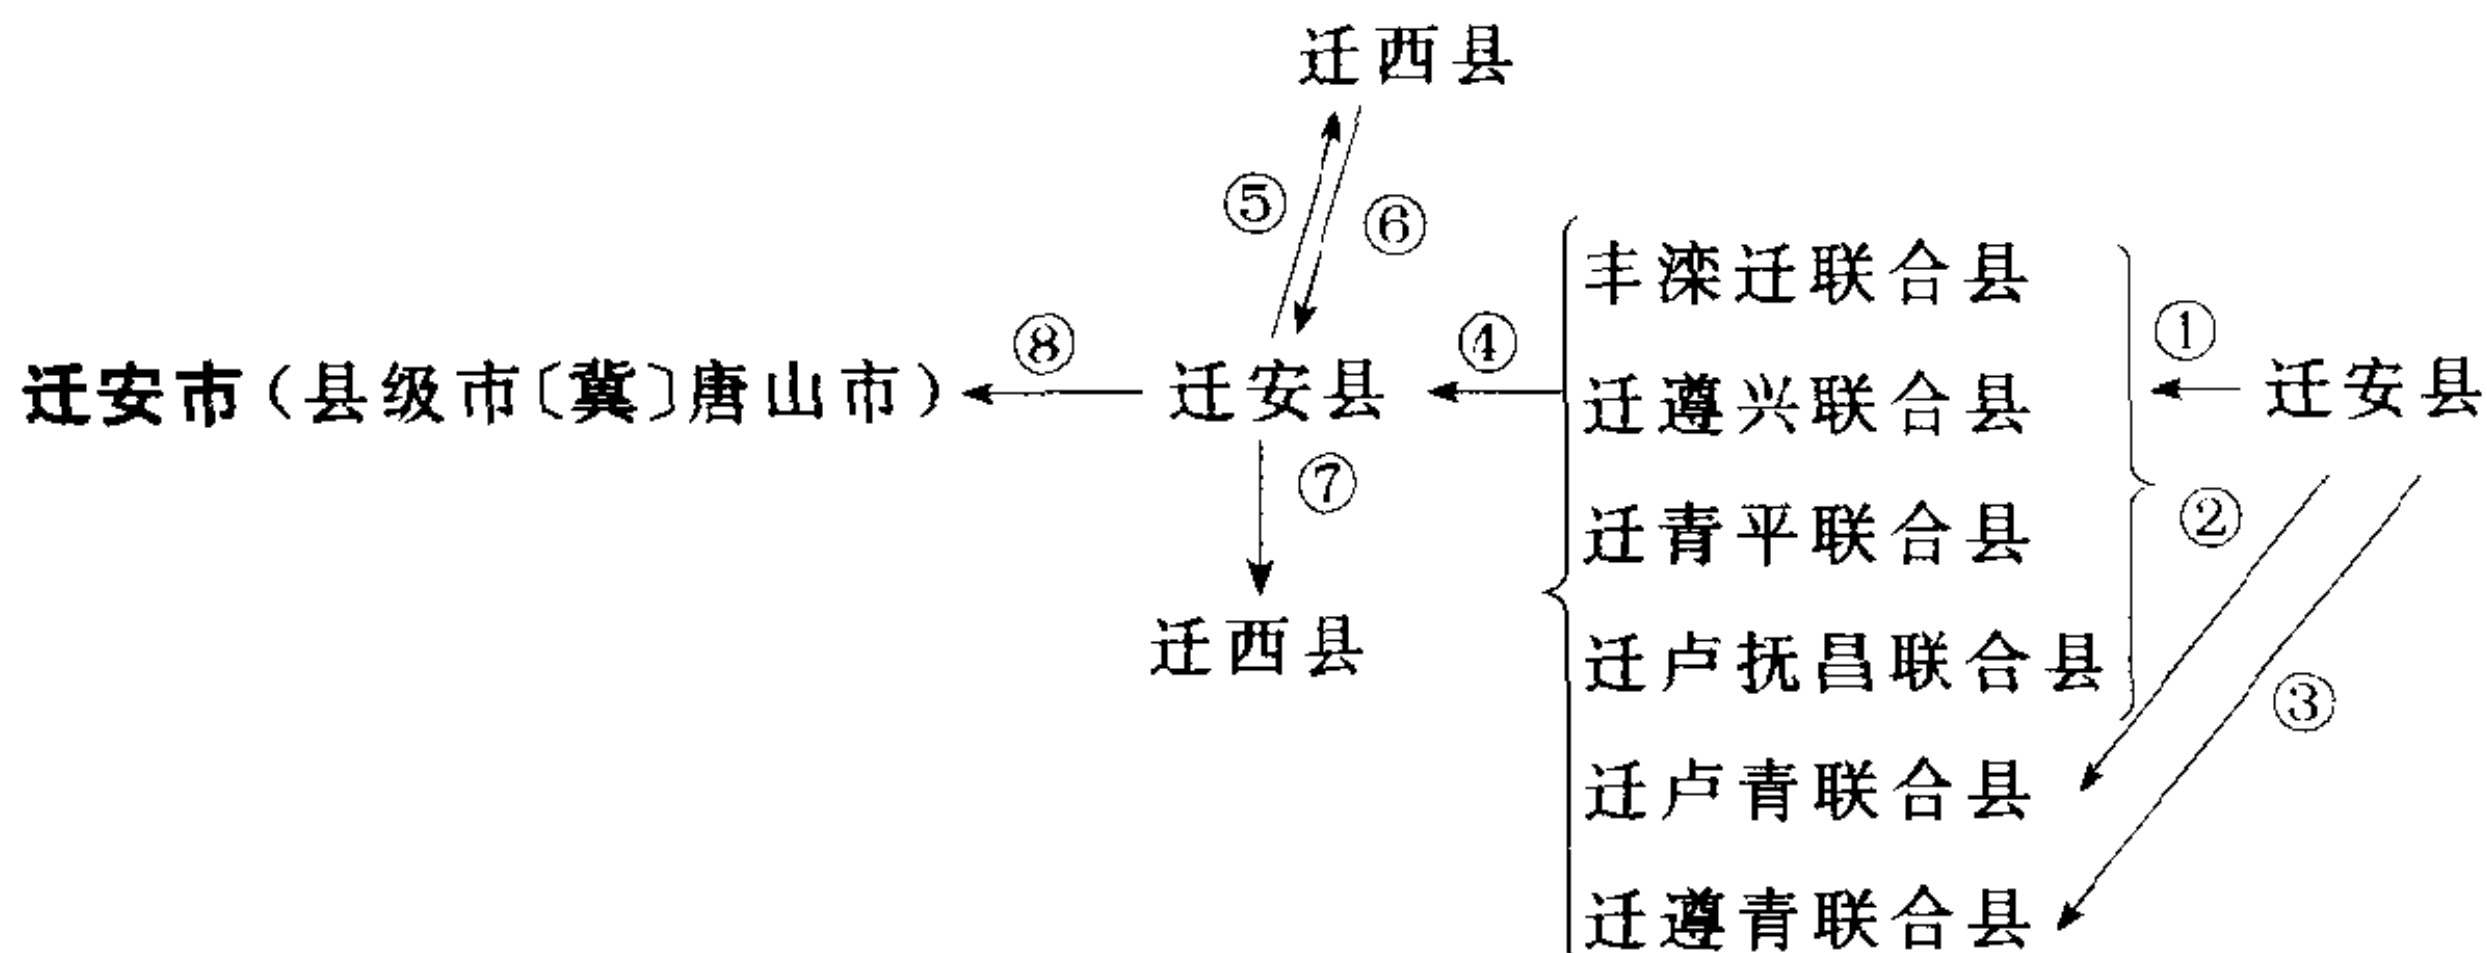 迁西县
⑤
⑥
丰滦迁联合县
①
⑧
④
迁安市(县级市〔冀〕唐山市)
迁安县
迁遵兴联合县
迁安县
⑦
迁青平联合县
②
迁西县
迁卢抚昌联合县
③
迁卢青联合县
迁遵青联合县